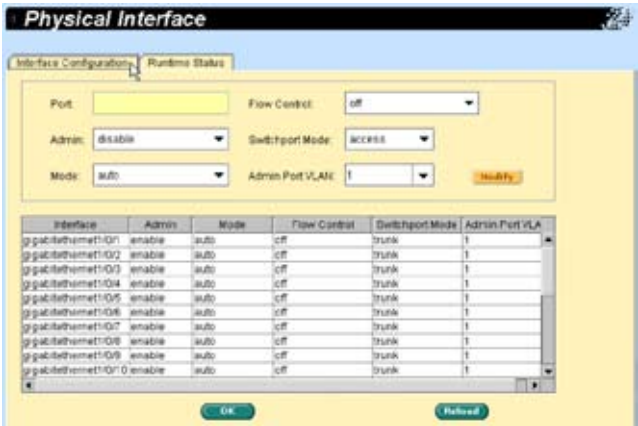 Physical Interface
Interface Configuration Runtime Status
Port: Flow Control: off
Admin: disable Switchport Mode: access
Mode: auto Admin Port VLAN: 1 Modify
Interface Admin Mode Flow Control Switchport Mode Admin Port VLA
gigabitethernet1/0/1 enable auto off trunk 1
gigabitethernet1/0/2 enable auto off trunk 1
gigabitethernet1/0/3 enable auto off trunk 1
gigabitethernet1/0/4 enable auto off trunk 1
gigabitethernet1/0/5 enable auto off trunk 1
gigabitethernet1/0/6 enable auto off trunk 1
gigabitethernet1/0/7 enable auto off trunk 1
gigabitethernet1/0/8 enable auto off trunk 1
gigabitethernet1/0/9 enable auto off trunk 1
gigabitethernet1/0/10 enable auto off trunk 1
OK Reload